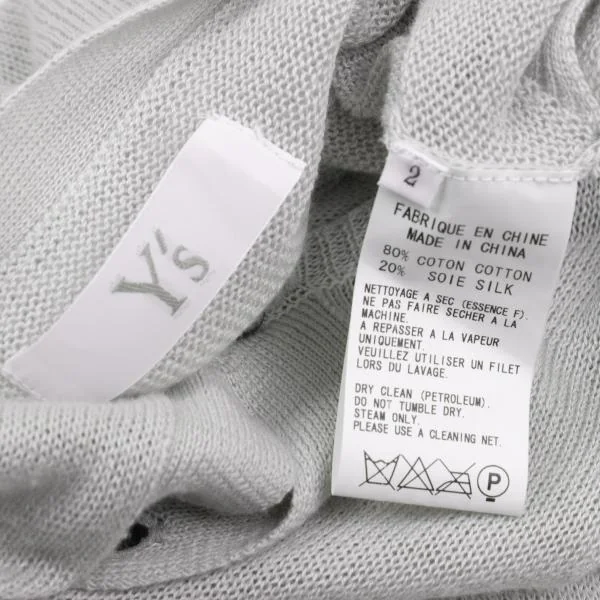 Y's
2
FABRIQUE EN CHINE
MADE IN CHINA
80% COTON COTTON
20% SOIE SILK
NETTOYAGE A SEC (ESSENCE F).
NE PAS FAIRE SECHER A LA
MACHINE.
A REPASSER A LA VAPEUR
UNIQUEMENT.
VEUILLEZ UTILISER UN FILET
LORS DU LAVAGE.
DRY CLEAN (PETROLEUM).
DO NOT TUMBLE DRY.
STEAM ONLY.
PLEASE USE A CLEANING NET.
P